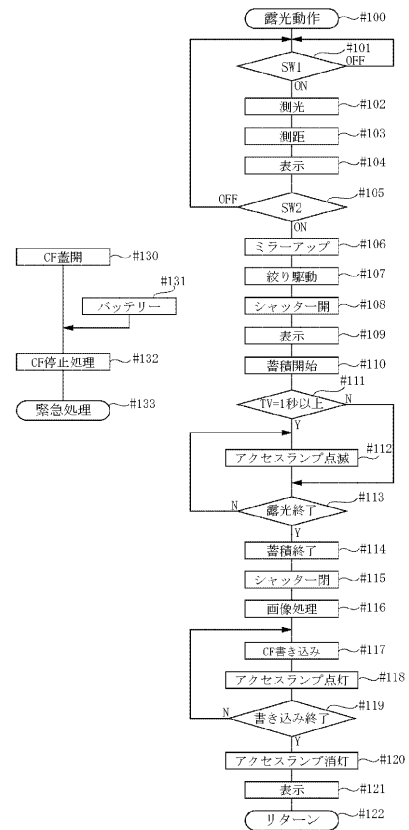 露光動作 #100
#101
SW1 OFF
ON
測光 #102
測距 #103
表示 #104
OFF #105
SW2
ON
ミラーアップ #106
絞り駆動 #107
シャッター開 #108
表示 #109
蓄積開始 #110
#111
TV=1秒以上 N
Y
アクセスランプ点滅 #112
N 露光終了 #113
Y
蓄積終了 #114
シャッター閉 #115
画像処理 #116
CF書き込み #117
アクセスランプ点灯 #118
N 書き込み終了 #119
Y
アクセスランプ消灯 #120
表示 #121
リターン #122
CF蓋開 #130
#131
バッテリー
CF停止処理 #132
緊急処理 #133